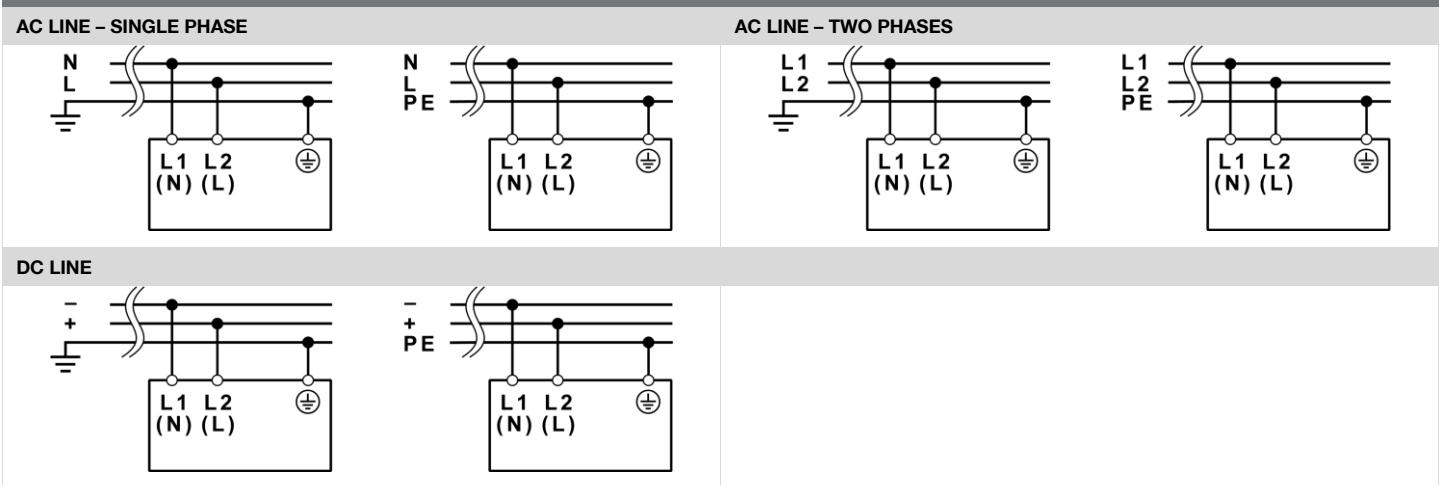 AC LINE – SINGLE PHASE
N
L
L1 L2
(N) (L)
N
L
PE
L1 L2
(N) (L)
AC LINE – TWO PHASES
L1
L2
L1 L2
(N) (L)
L1
L2
PE
L1 L2
(N) (L)
DC LINE
–
+
L1 L2
(N) (L)
–
+
PE
L1 L2
(N) (L)